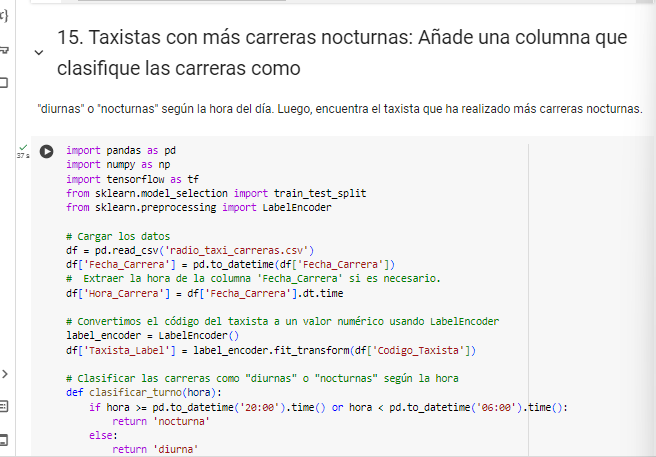 15. Taxistas con más carreras nocturnas: Añade una columna que
clasifique las carreras como
"diurnas" o "nocturnas" según la hora del día. Luego, encuentra el taxista que ha realizado más carreras nocturnas.
37 s
import pandas as pd
import numpy as np
import tensorflow as tf
from sklearn.model_selection import train_test_split
from sklearn.preprocessing import LabelEncoder
# Cargar los datos
df = pd.read_csv('radio_taxi_carreras.csv')
df['Fecha_Carrera'] = pd.to_datetime(df['Fecha_Carrera'])
#  Extraer la hora de la columna 'Fecha_Carrera' si es necesario.
df['Hora_Carrera'] = df['Fecha_Carrera'].dt.time
# Convertimos el código del taxista a un valor numérico usando LabelEncoder
label_encoder = LabelEncoder()
df['Taxista_Label'] = label_encoder.fit_transform(df['Codigo_Taxista'])
# Clasificar las carreras como "diurnas" o "nocturnas" según la hora
def clasificar_turno(hora):
    if hora >= pd.to_datetime('20:00').time() or hora < pd.to_datetime('06:00').time():
        return 'nocturna'
    else:
        return 'diurna'